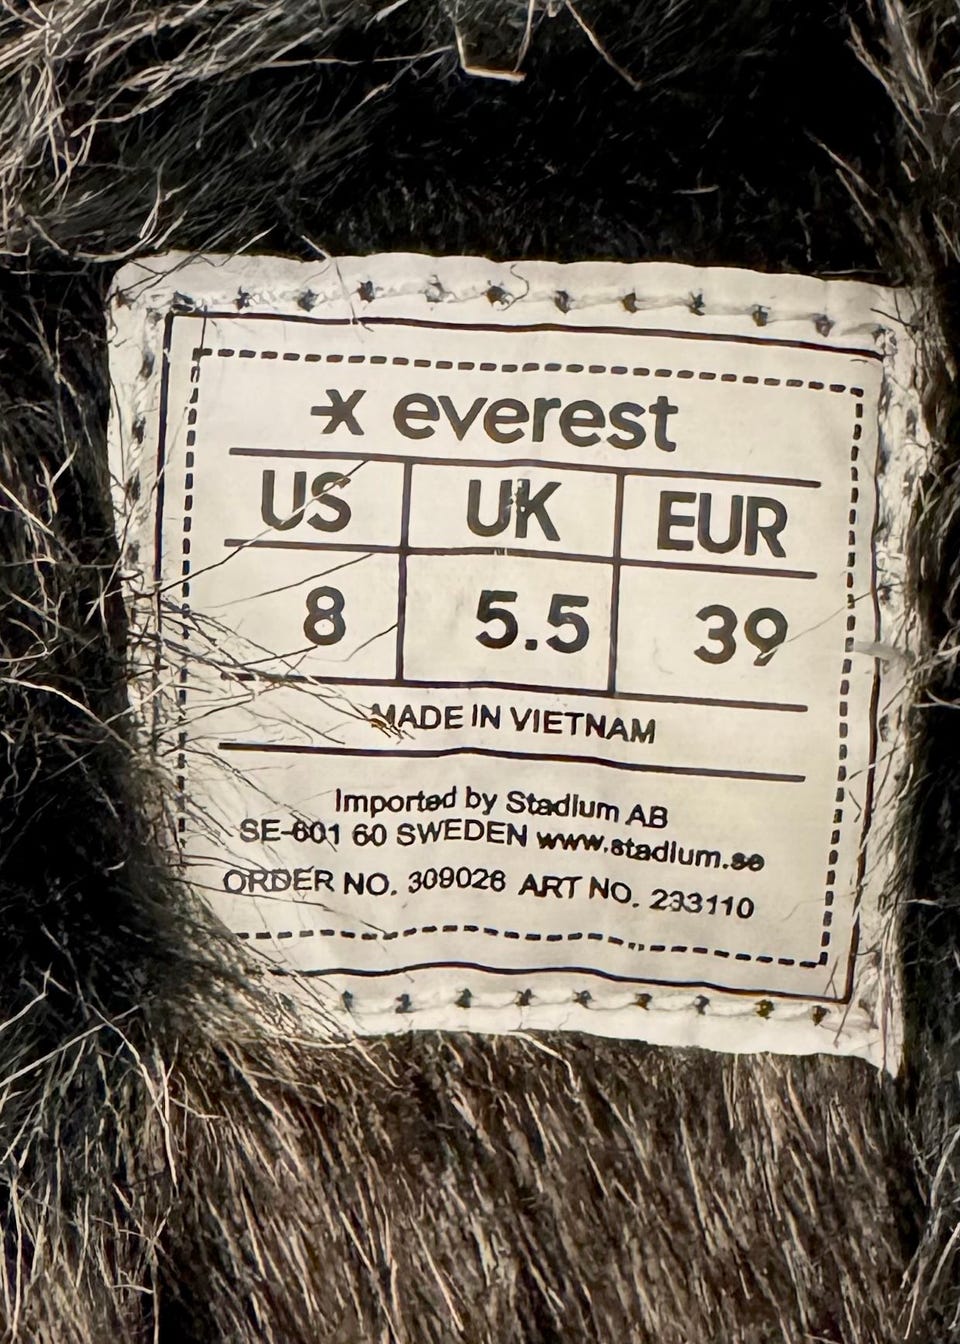 everest
US UK EUR
8 5.5 39
MADE IN VIETNAM
Imported by Stadium AB
SE-601 60 SWEDEN www.stadium.se
ORDER NO. 309026 ART NO. 233110